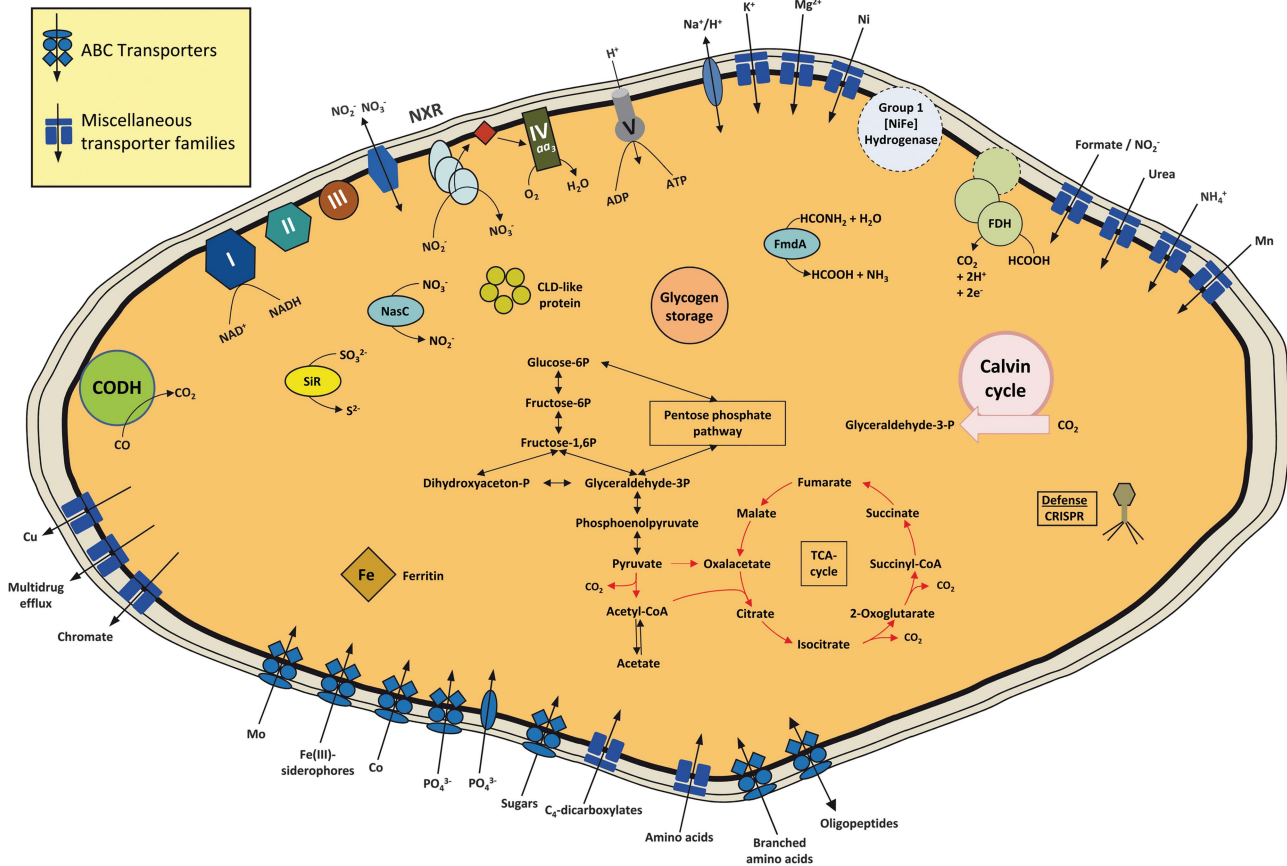 ABC Transporters
Miscellaneous
transporter families
NO₂⁻ NO₃⁻
NXR
IV
aa₃
O₂
H₂O
H⁺
V
ADP
ATP
Na⁺/H⁺
K⁺
Mg²⁺
Ni
Group 1
[NiFe]
Hydrogenase
Formate / NO₂⁻
Urea
NH₄⁺
Mn
I
II
III
NAD⁺
NADH
NO₂⁻
NO₃⁻
FDH
CO₂
+ 2H⁺
+ 2e⁻
HCOOH
HCONH₂ + H₂O
FmdA
HCOOH + NH₃
NO₃⁻
NasC
NO₂⁻
CLD-like
protein
Glycogen
storage
SO₃²⁻
SiR
S²⁻
CODH
CO₂
CO
Glucose-6P
Fructose-6P
Fructose-1,6P
Pentose phosphate
pathway
Dihydroxyaceton-P
Glyceraldehyde-3P
Phosphoenolpyruvate
Pyruvate
CO₂
Acetyl-CoA
Acetate
Calvin
cycle
Glyceraldehyde-3-P
CO₂
Fumarate
Malate
Succinate
Oxalacetate
TCA-
cycle
Succinyl-CoA
CO₂
Citrate
2-Oxoglutarate
CO₂
Isocitrate
Defense
CRISPR
Fe
Ferritin
Cu
Multidrug
efflux
Chromate
Mo
Fe(III)-
siderophores
Co
PO₄³⁻
PO₄³⁻
Sugars
C₄-dicarboxylates
Amino acids
Branched
amino acids
Oligopeptides